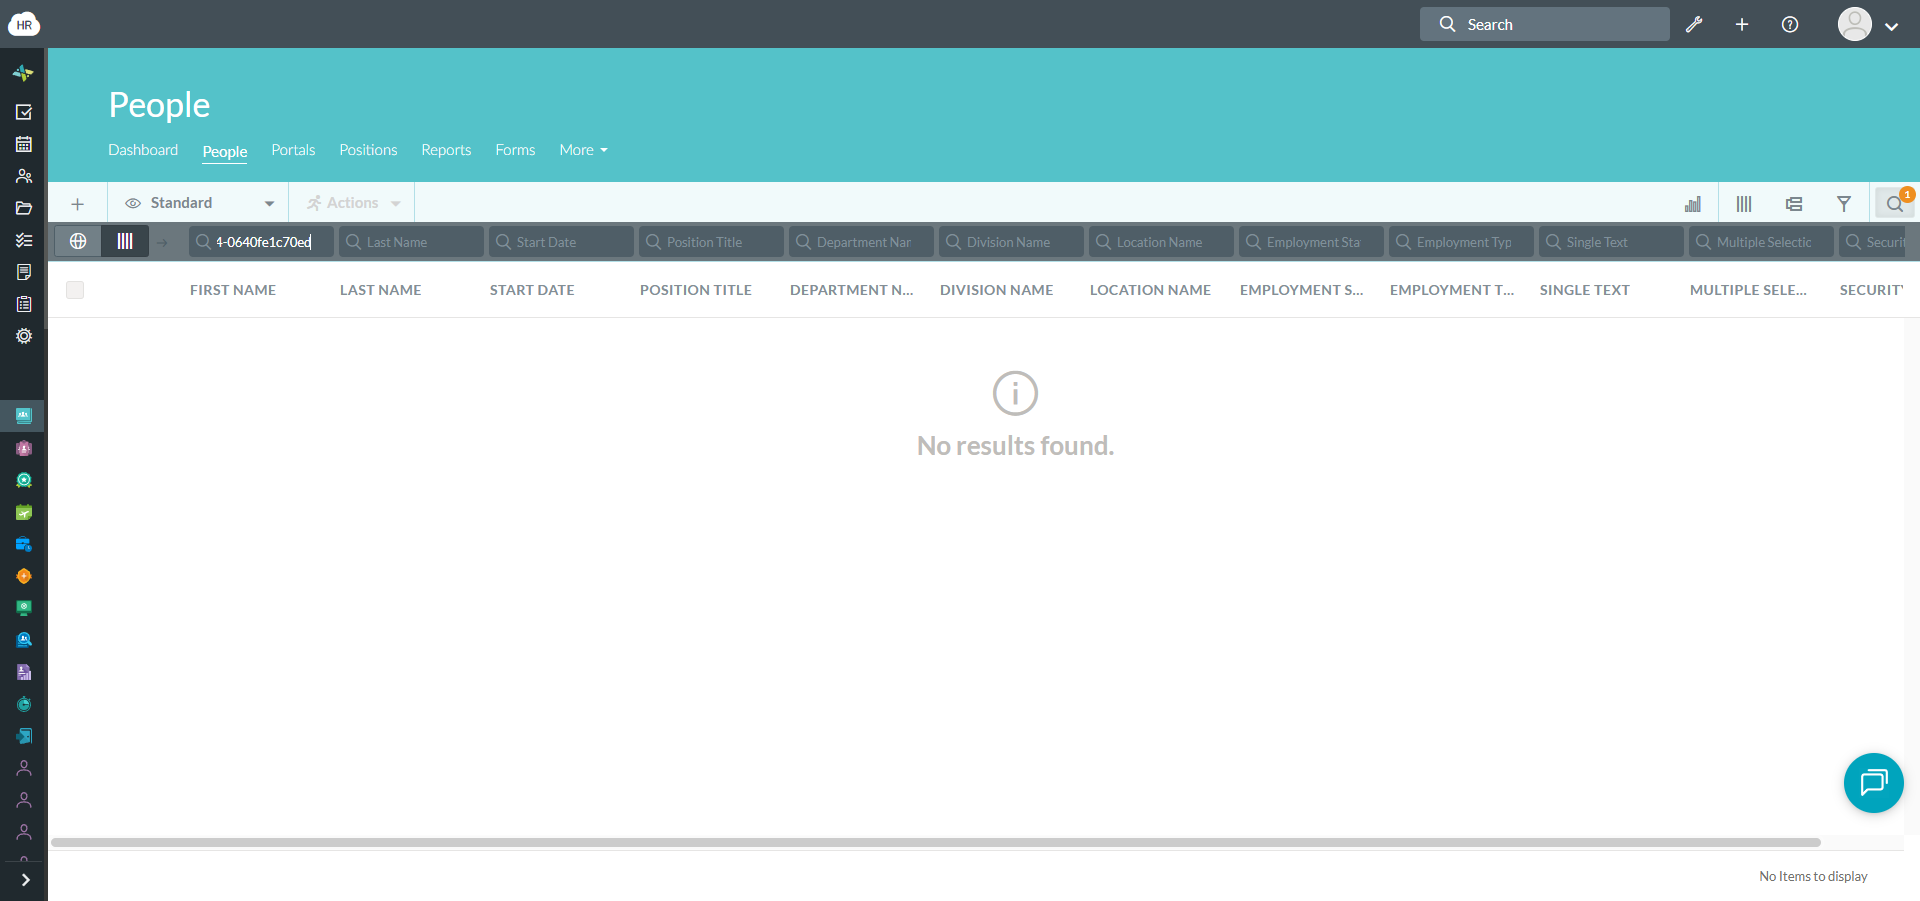 HR
Search
People
Dashboard People Portals Positions Reports Forms More
Standard Actions 1
4-0640fe1c70ed Last Name Start Date Position Title Department Nar Division Name Location Name Employment Sta Employment Typ Single Text Multiple Selectic Securit
FIRST NAME LAST NAME START DATE POSITION TITLE DEPARTMENT N... DIVISION NAME LOCATION NAME EMPLOYMENT S... EMPLOYMENT T... SINGLE TEXT MULTIPLE SELE... SECURITY
No results found.
No Items to display